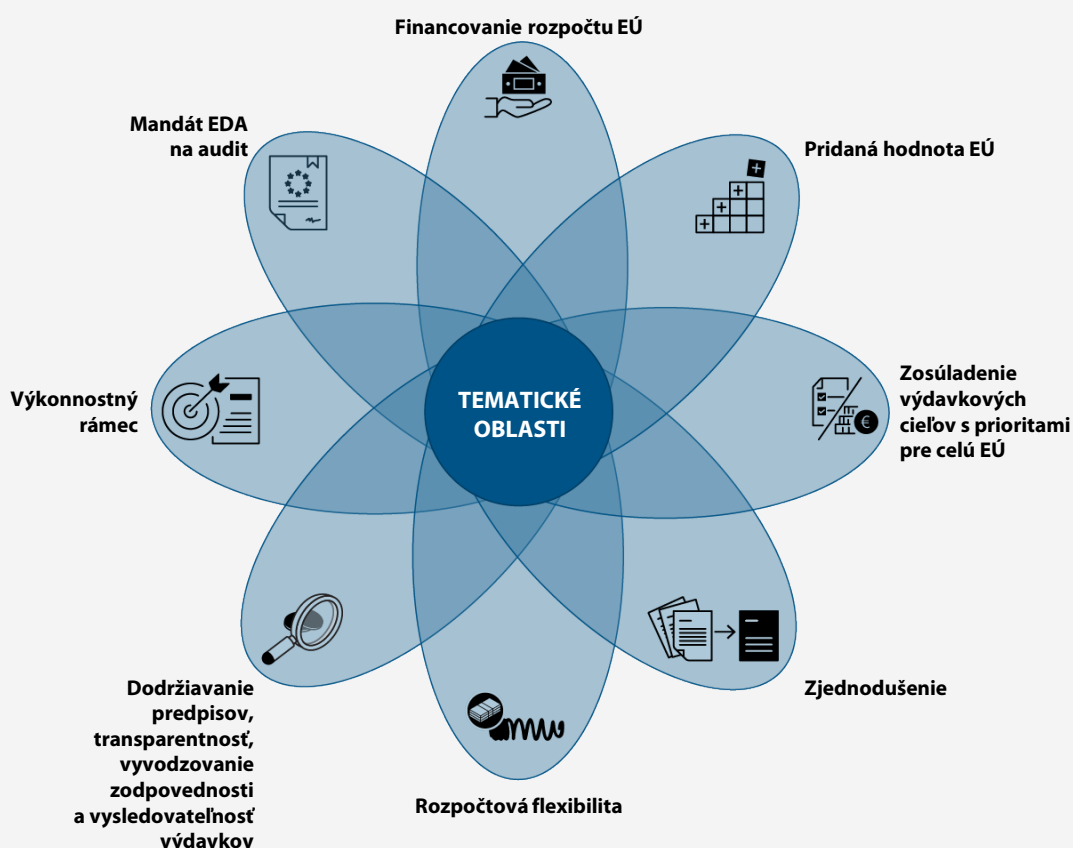 Financovanie rozpočtu EÚ
Mandát EDA
na audit
Pridaná hodnota EÚ
Výkonnostný
rámec
TEMATICKÉ
OBLASTI
Zosúladenie
výdavkových
cieľov s prioritami
pre celú EÚ
Dodržiavanie
predpisov,
transparentnosť,
vyvodzovanie
zodpovednosti
a vysledovateľnosť
výdavkov
Rozpočtová flexibilita
Zjednodušenie